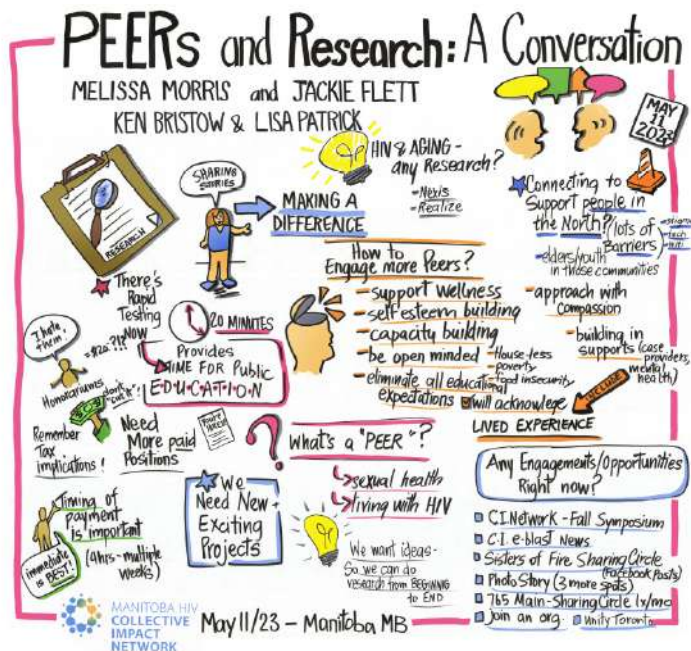 PEERs and Research: A Conversation
MELISSA MORRIS and JACKIE FLETT
KEN BRISTOW & LISA PATRICK
MAY
11
2023
RESEARCH
SHARING
STORIES
MAKING A
DIFFERENCE
HIV & AGING -
any Research?
- Nexis
- Realize
Connecting to
Support people in
the North?
(lots of
Barriers)
- stigma
- tech
- elders/youth
in those communities
- approach with
compassion
- building in
supports (case
providers,
mental
health)
How to
Engage more Peers?
- support wellness
- self esteem building
- capacity building
- be open minded
- eliminate all educational
expectations
- House-less
- poverty
- food insecurity
will acknowledge
INCLUDE
LIVED EXPERIENCE
There's
Rapid
Testing
NOW
20 MINUTES
Provides
TIME FOR Public
E•D•U•C•A•T•I•O•N
I hate
them!
Honorariums
Remember
Tax
implications!
Need
More paid
Positions
Timing of
payment
is important
(4hrs - multiple
weeks)
immediate
is BEST!
We
Need New +
Exciting
Projects
What's a "PEER"?
sexual health
living with HIV
We want ideas -
So we can do
research from BEGINNING
to END
Any Engagements/Opportunities
Right now?
C.I.Network - Fall Symposium
C.I. e-blast News
Sisters of Fire Sharing Circle
(Facebook Posts)
Photo Story (3 more spots)
765 Main - Sharing Circle 1x/mo
Join an org.
Unity Toronto
MANITOBA HIV
COLLECTIVE
IMPACT
NETWORK
May 11/23 - Manitoba MB